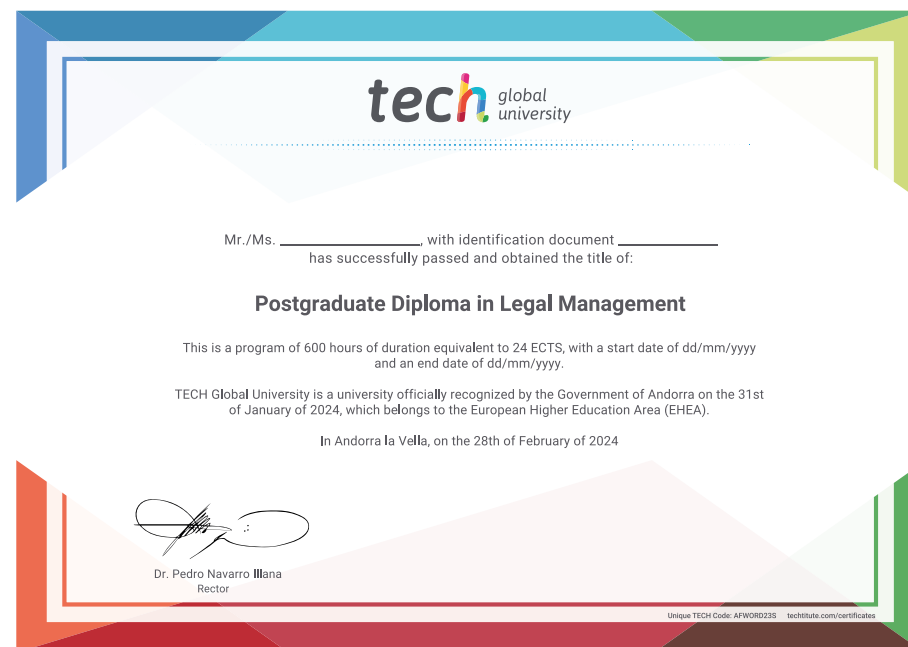 tech global university
Mr./Ms. ____________, with identification document ____________
has successfully passed and obtained the title of:
Postgraduate Diploma in Legal Management
This is a program of 600 hours of duration equivalent to 24 ECTS, with a start date of dd/mm/yyyy
and an end date of dd/mm/yyyy.
TECH Global University is a university officially recognized by the Government of Andorra on the 31st
of January of 2024, which belongs to the European Higher Education Area (EHEA).
In Andorra la Vella, on the 28th of February of 2024
Dr. Pedro Navarro Illana
Rector
Unique TECH Code: AFWORD23S techtitute.com/certificates